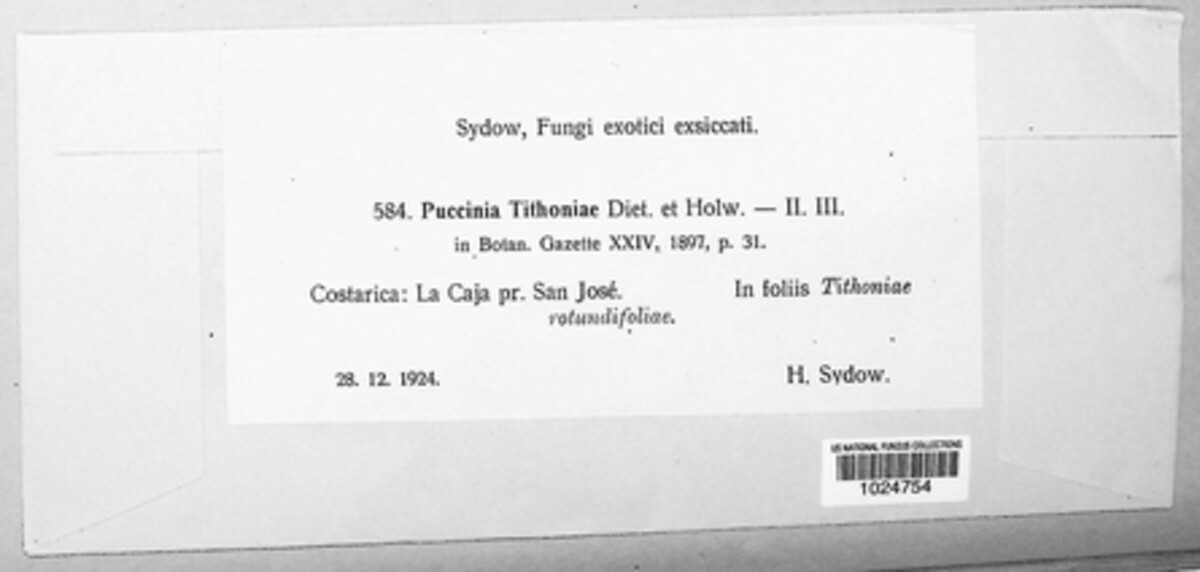 Sydow, Fungi exotici exsiccati.
584. Puccinia Tithoniae Diet. et Holw. — II. III.
in Botan. Gazette XXIV, 1897, p. 31.
Costarica: La Caja pr. San José. In foliis Tithoniae
rotundifoliae.
28. 12. 1924. H. Sydow.
US NATIONAL FUNGUS COLLECTIONS
1024754